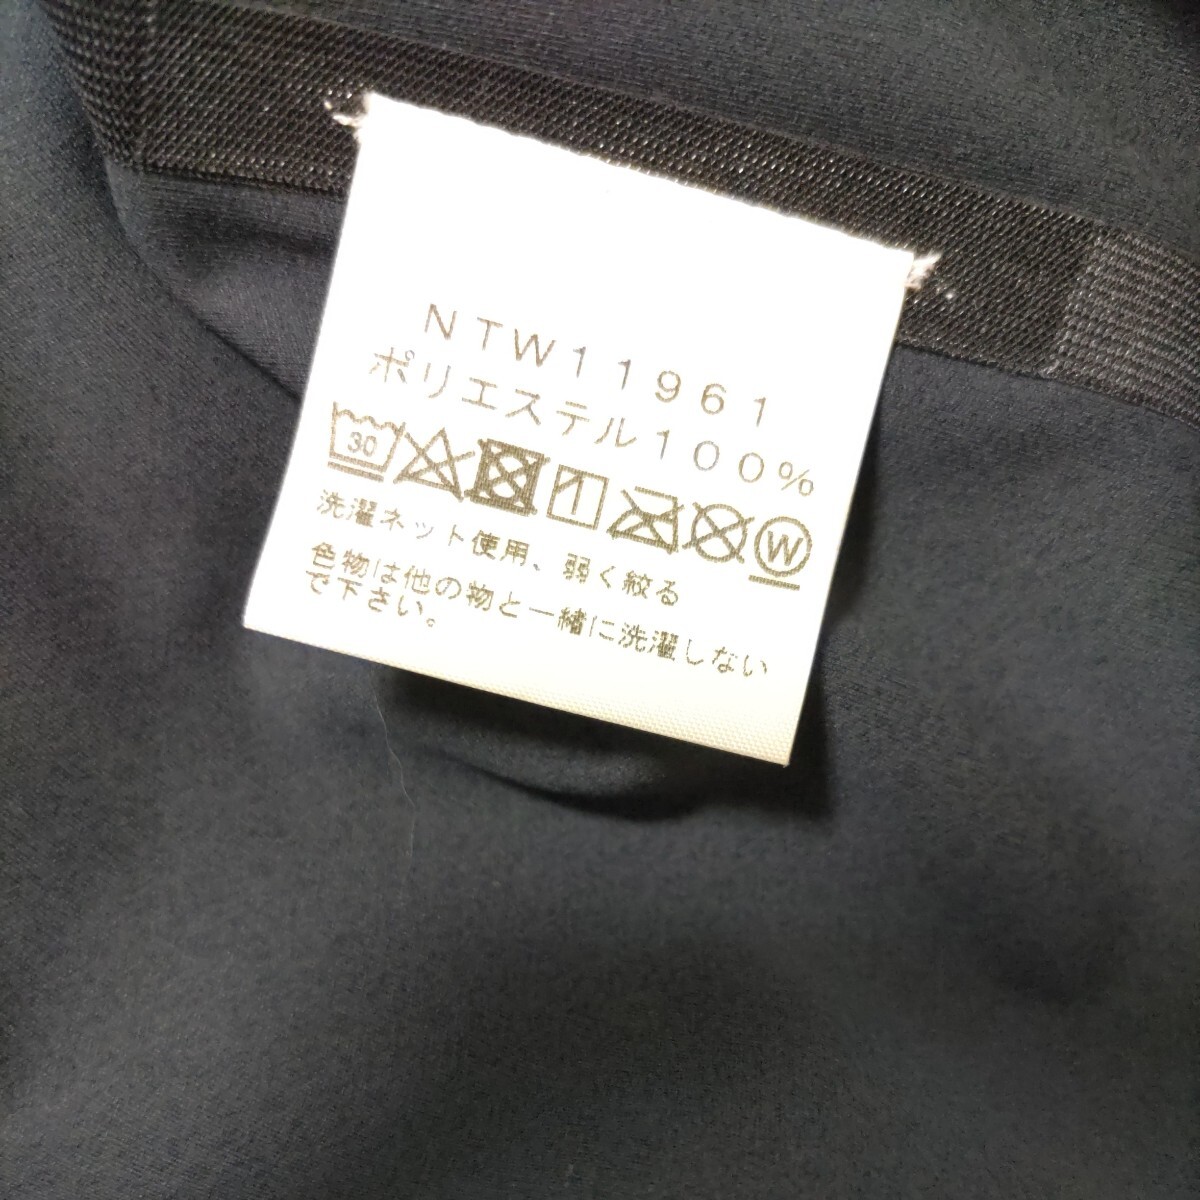 NTW11961
ポリエステル100%
30 W
洗濯ネット使用、弱く絞る
色物は他の物と一緒に洗濯しない
で下さい。